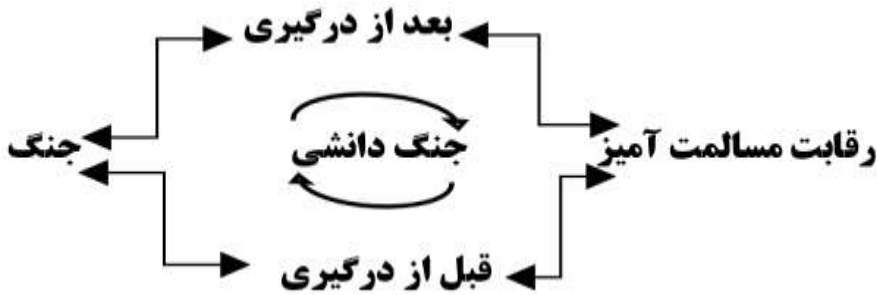 بعد از درگیری
رقابت مسالمت آمیز
جنگ دانشی
جنگ
قبل از درگیری